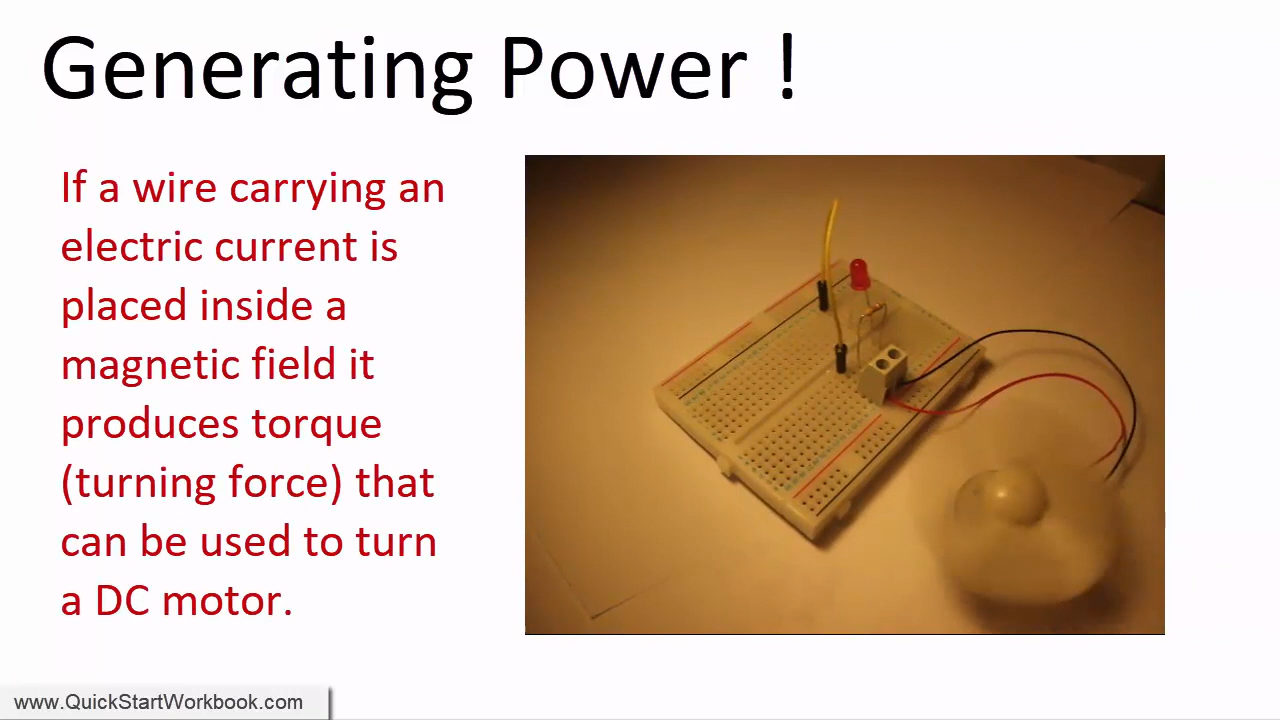 Generating Power !
If a wire carrying an
electric current is
placed inside a
magnetic field it
produces torque
(turning force) that
can be used to turn
a DC motor.
www.QuickStartWorkbook.com